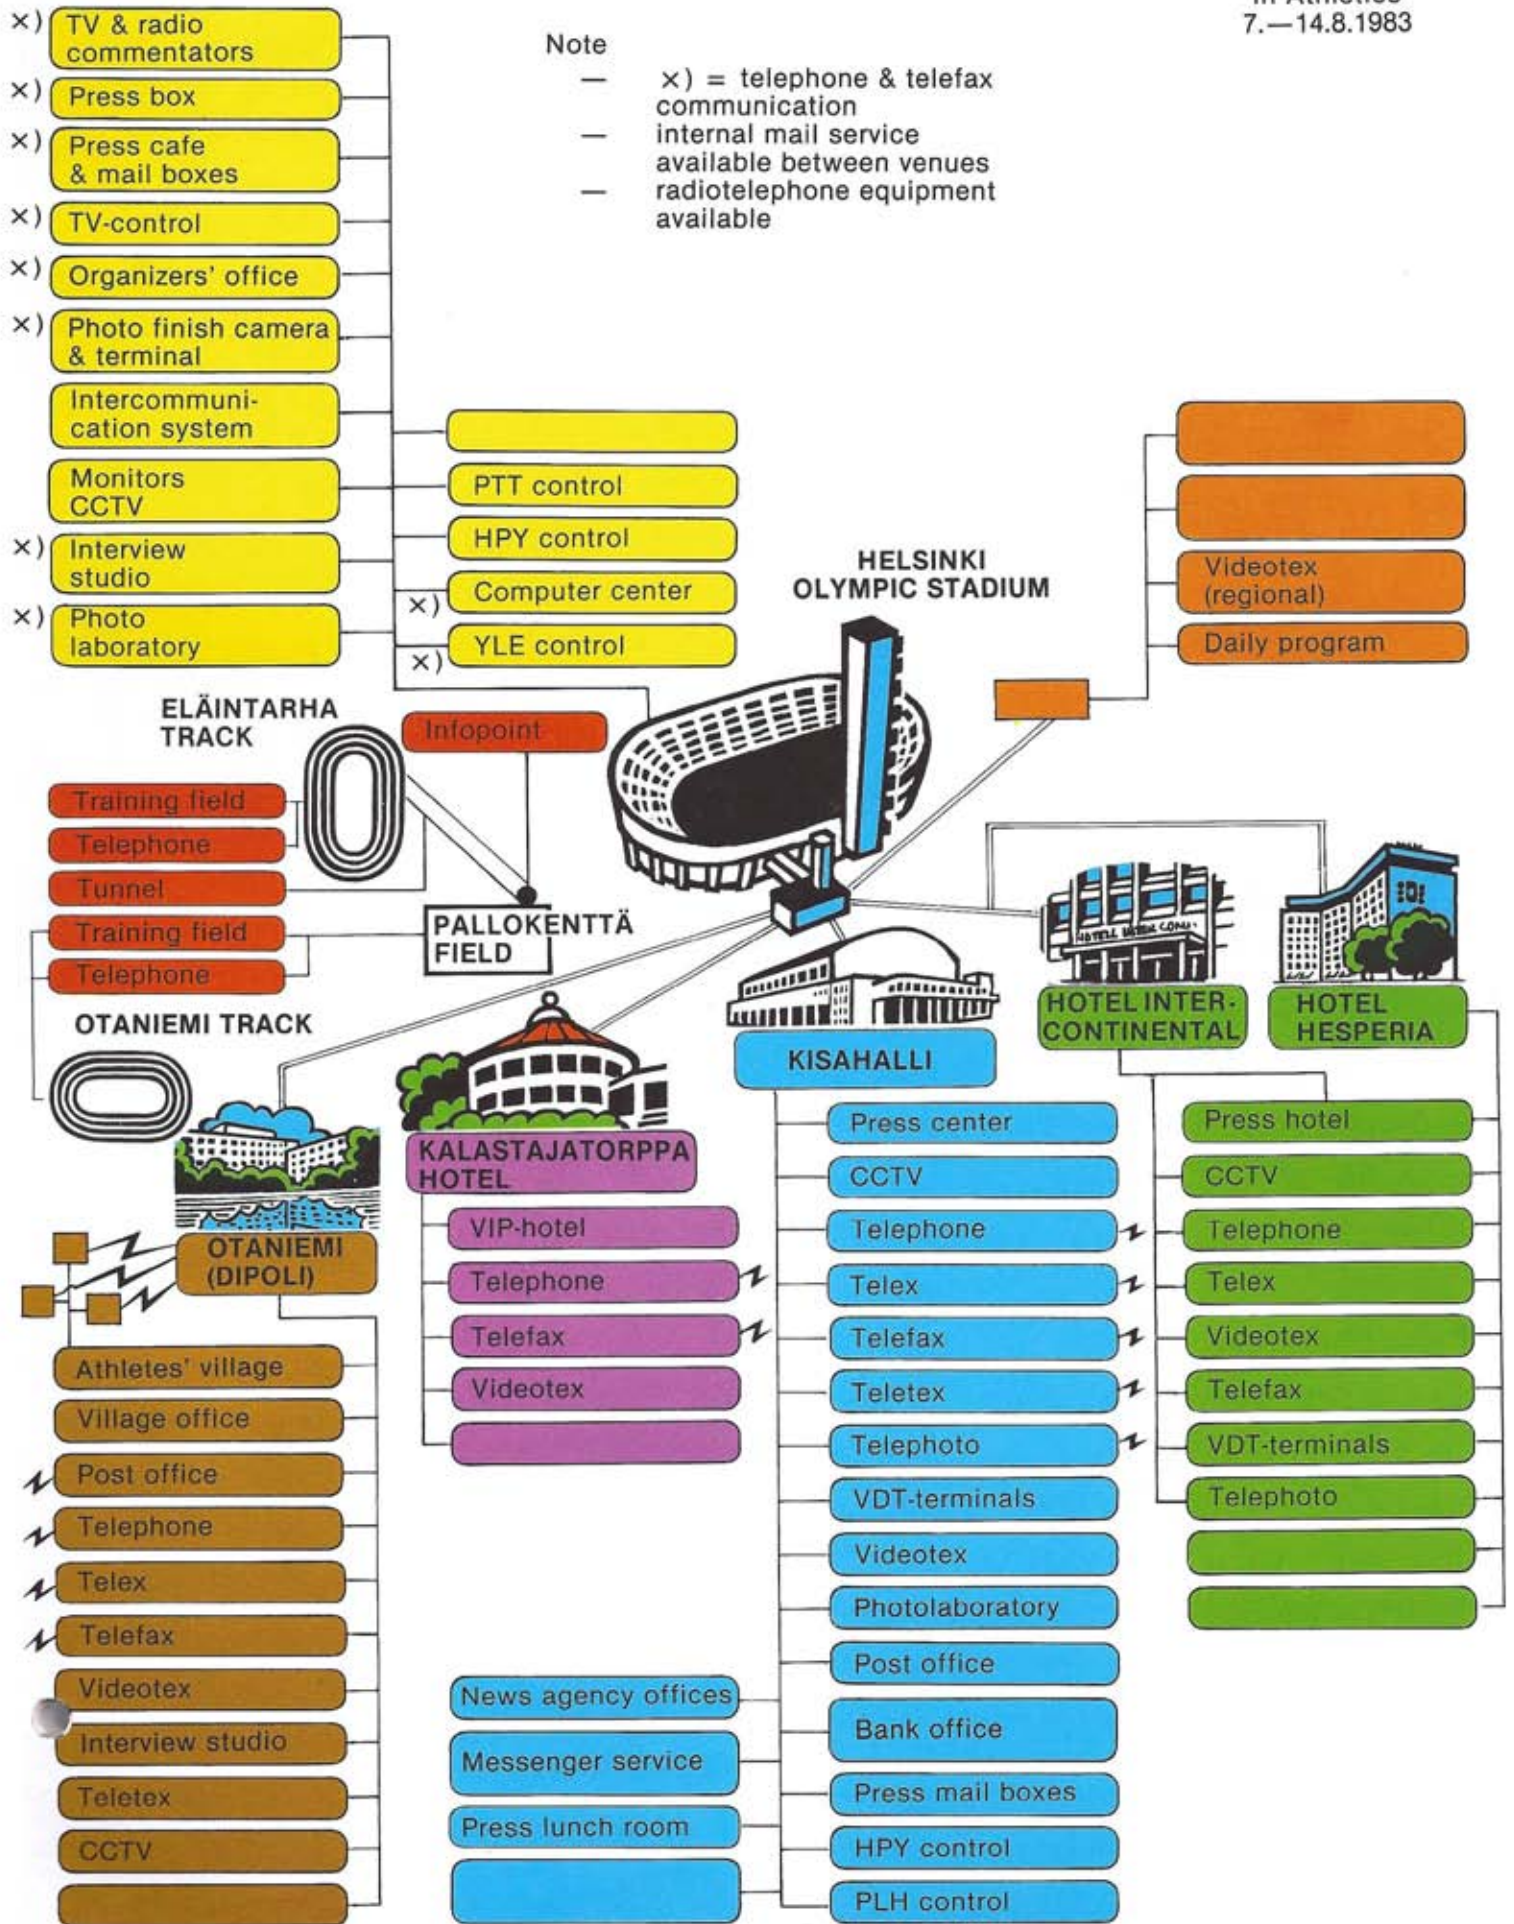 in Athletics
7.—14.8.1983
Note
— ×) = telephone & telefax
communication
— internal mail service
available between venues
— radiotelephone equipment
available
×) TV & radio
commentators
×) Press box
×) Press cafe
& mail boxes
×) TV-control
×) Organizers' office
×) Photo finish camera
& terminal
Intercommuni-
cation system
Monitors
CCTV
×) Interview
studio
×) Photo
laboratory
PTT control
HPY control
×) Computer center
×) YLE control
HELSINKI
OLYMPIC STADIUM
Videotex
(regional)
Daily program
ELÄINTARHA
TRACK
Infopoint
Training field
Telephone
Tunnel
Training field
Telephone
PALLOKENTTÄ
FIELD
OTANIEMI TRACK
OTANIEMI
(DIPOLI)
Athletes' village
Village office
Post office
Telephone
Telex
Telefax
Videotex
Interview studio
Teletex
CCTV
KALASTAJATORPPA
HOTEL
VIP-hotel
Telephone
Telefax
Videotex
KISAHALLI
Press center
CCTV
Telephone
Telex
Telefax
Teletex
Telephoto
VDT-terminals
Videotex
Photolaboratory
Post office
Bank office
Press mail boxes
HPY control
PLH control
News agency offices
Messenger service
Press lunch room
HOTELL INTER CONT.
HOTEL INTER-
CONTINENTAL
HOTEL
HESPERIA
Press hotel
CCTV
Telephone
Telex
Videotex
Telefax
VDT-terminals
Telephoto